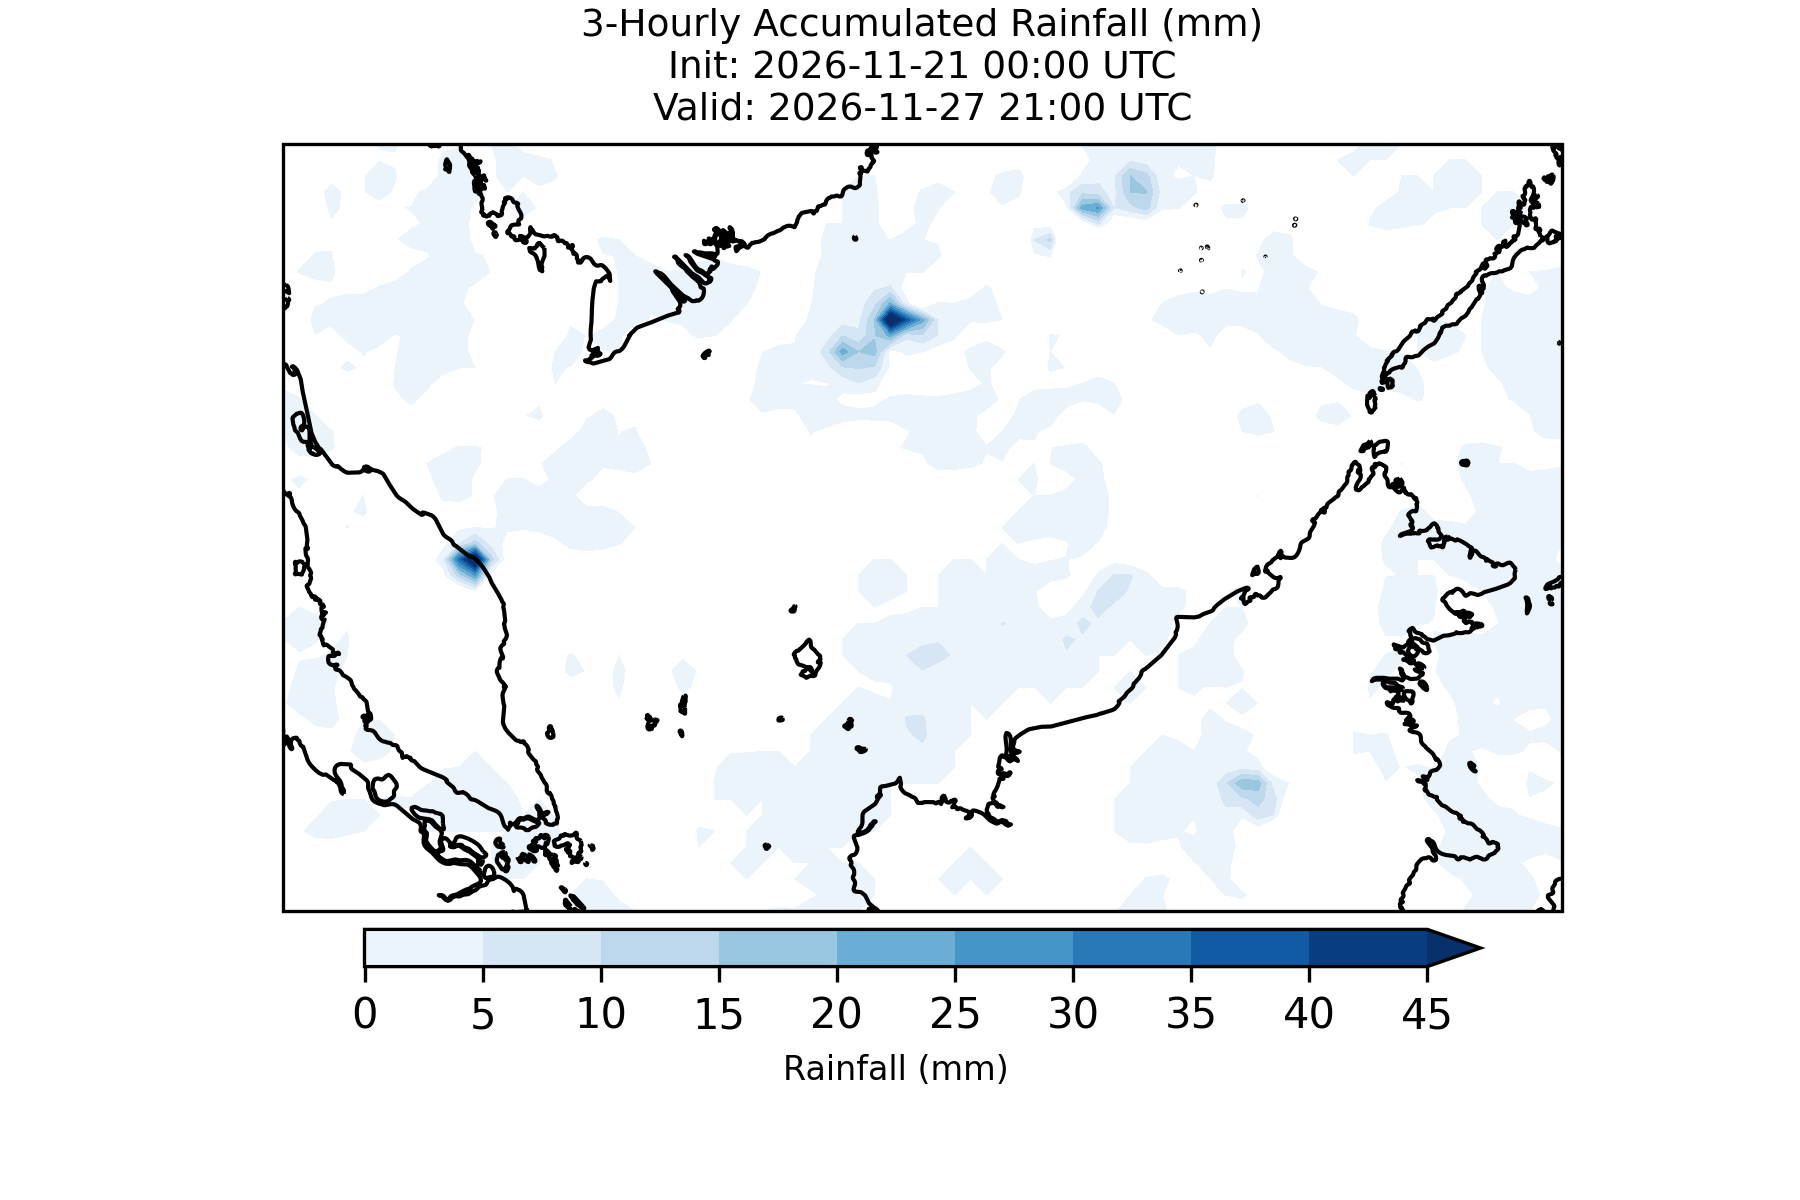 3-Hourly Accumulated Rainfall (mm)
Init: 2026-11-21 00:00 UTC
Valid: 2026-11-27 21:00 UTC
0 5 10 15 20 25 30 35 40 45
Rainfall (mm)